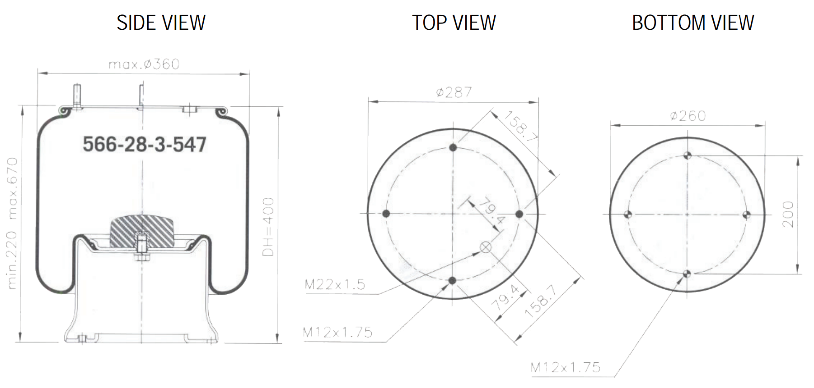 SIDE VIEW
TOP VIEW
BOTTOM VIEW
max.ø360
566-28-3-547
min.220 max.670
DH=400
ø287
158.7
79.4
M22x1.5
79.4
158.7
M12x1.75
ø260
200
M12x1.75